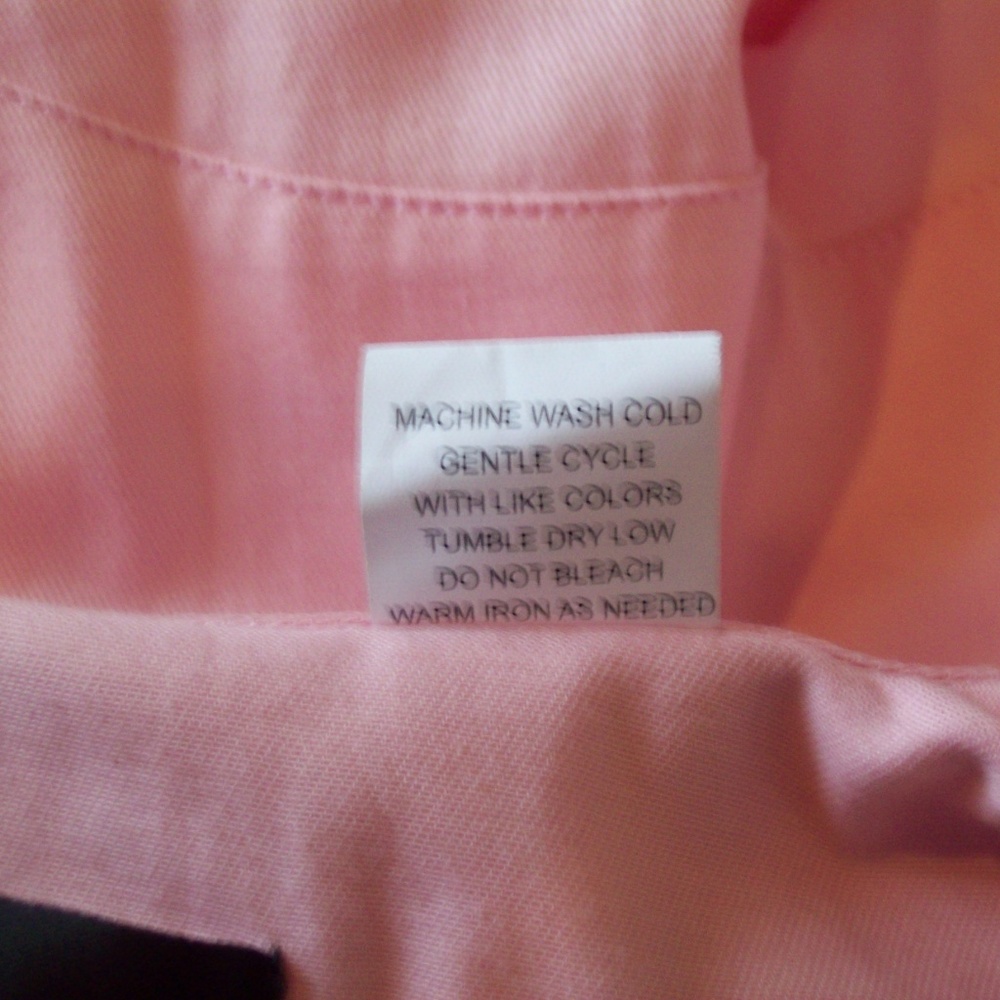 MACHINE WASH COLD
GENTLE CYCLE
WITH LIKE COLORS
TUMBLE DRY LOW
DO NOT BLEACH
WARM IRON AS NEEDED